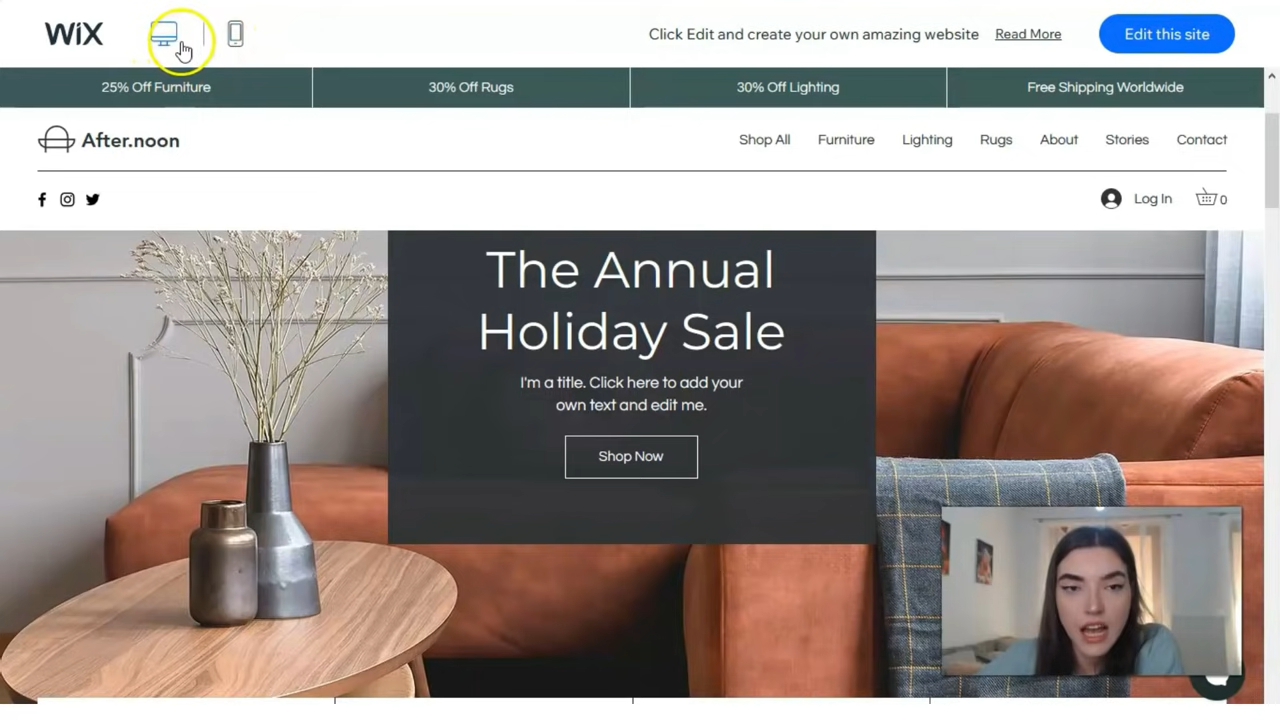 WiX
Click Edit and create your own amazing website Read More Edit this site
25% Off Furniture 30% Off Rugs 30% Off Lighting Free Shipping Worldwide
After.noon Shop All Furniture Lighting Rugs About Stories Contact
Log In 0
The Annual
Holiday Sale
I'm a title. Click here to add your
own text and edit me.
Shop Now